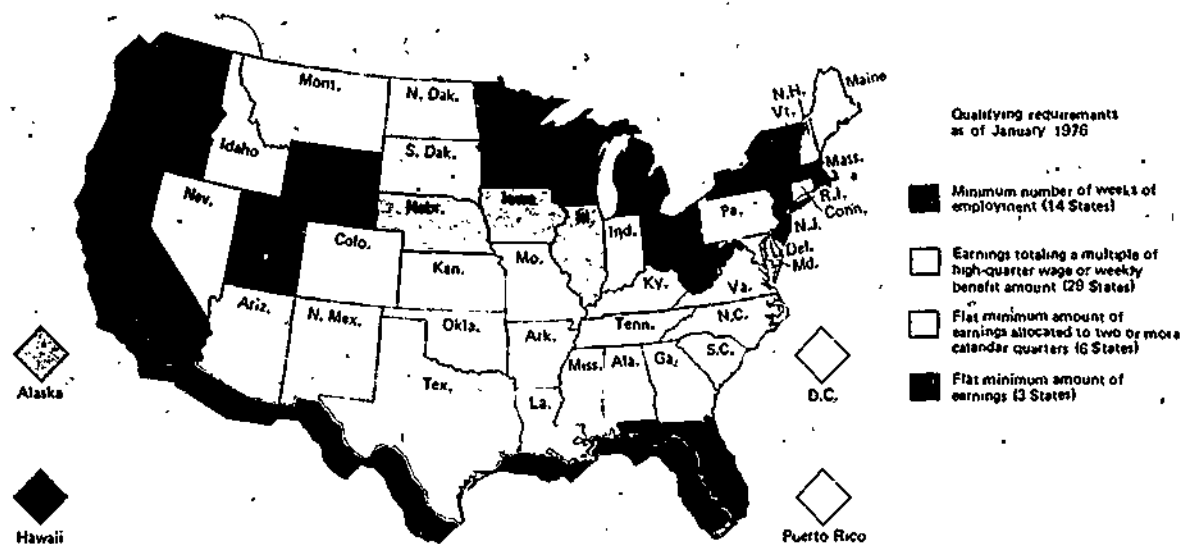 Mont.
N. Dak.
Idaho
S. Dak.
Nev.
Nebr.
Iowa
Ill.
Ind.
Colo.
Kan.
Mo.
Ky.
Va.
Ariz.
N. Mex.
Okla.
Ark.
Tenn.
N.C.
S.C.
Tex.
La.
Miss.
Ala.
Ga.
Pa.
N.H.
Vt.
Maine
Mass.
R.I.
Conn.
N.J.
Del.
Md.
Alaska
Hawaii
D.C.
Puerto Rico
Qualifying requirements
as of January 1976
Minimum number of weeks of
employment (14 States)
Earnings totaling a multiple of
high-quarter wage or weekly
benefit amount (29 States)
Flat minimum amount of
earnings allocated to two or more
calendar quarters (6 States)
Flat minimum amount of
earnings (3 States)